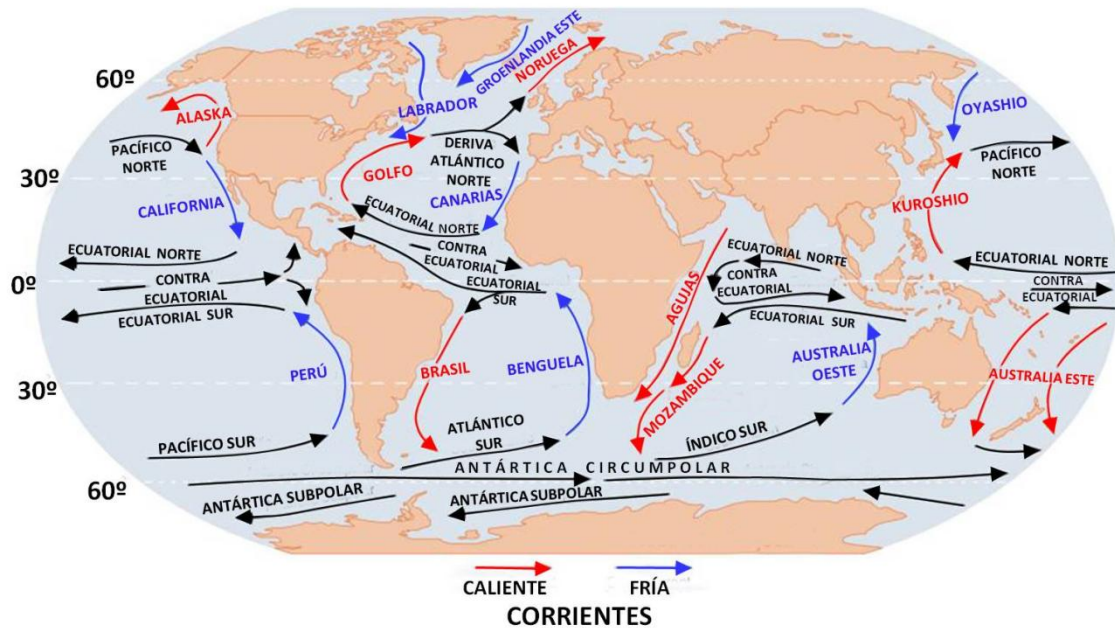 GROENLANDIA ESTE
NORUEGA
60º
ALASKA
LABRADOR
OYASHIO
PACÍFICO
NORTE
DERIVA
ATLÁNTICO
NORTE
PACÍFICO
NORTE
30º
GOLFO
CANARIAS
CALIFORNIA
KUROSHIO
ECUATORIAL NORTE
ECUATORIAL NORTE
CONTRA
ECUATORIAL
ECUATORIAL NORTE
CONTRA
ECUATORIAL
ECUATORIAL NORTE
0º
CONTRA
ECUATORIAL
ECUATORIAL SUR
ECUATORIAL
SUR
AGUJAS
ECUATORIAL SUR
CONTRA
ECUATORIAL
PERÚ
BRASIL
BENGUELA
AUSTRALIA
OESTE
AUSTRALIA ESTE
30º
MOZAMBIQUE
PACÍFICO SUR
ATLÁNTICO
SUR
ÍNDICO SUR
ANTÁRTICA CIRCUMPOLAR
60º
ANTÁRTICA SUBPOLAR
ANTÁRTICA SUBPOLAR
CALIENTE
FRÍA
CORRIENTES